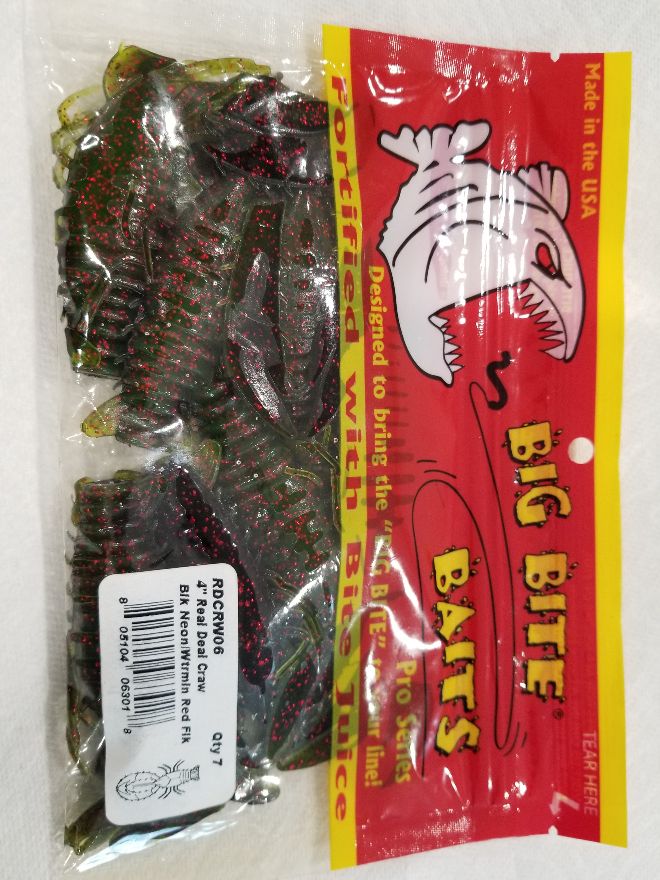 Made in the USA
BIG BITE®
BAITS
TEAR HERE
Pro Series
Designed to bring the "BIG BITE" to your line!
Fortified with Bite Juice
RDCRW06 Qty 7
4" Real Deal Craw
Blk Neon/Wtrmln Red Flk
8 05104 06301 8